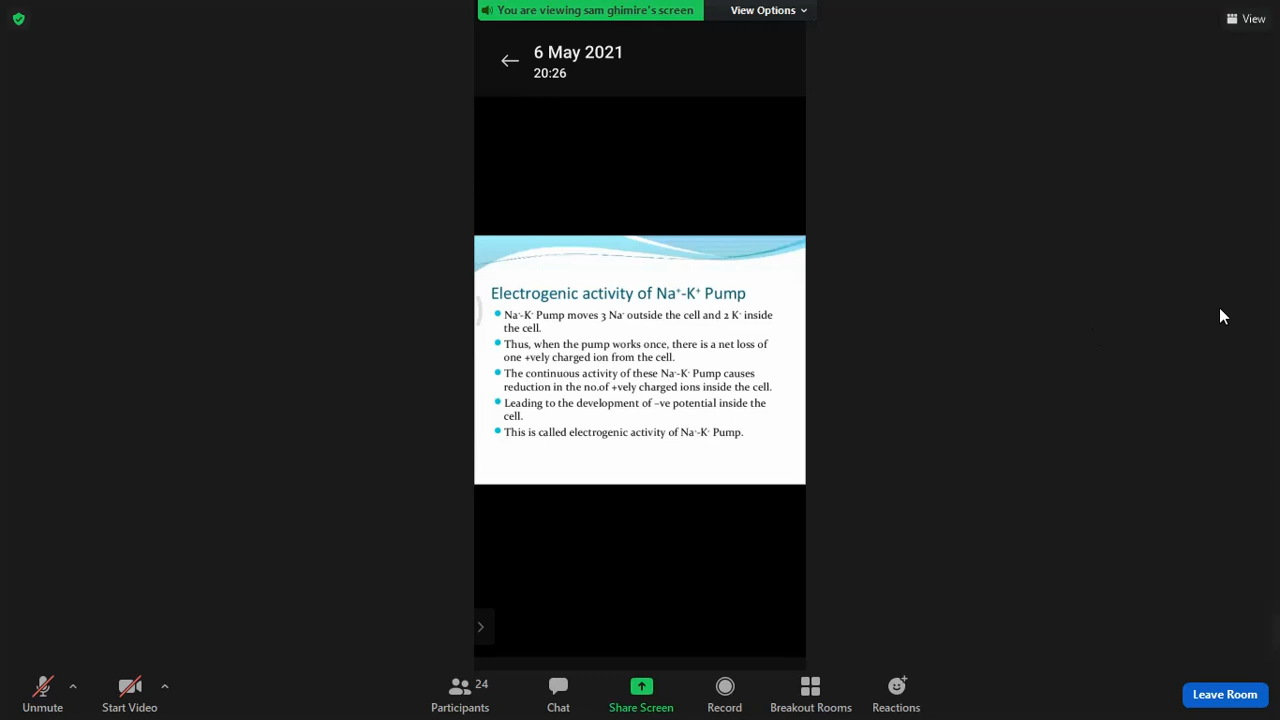 You are viewing sam ghimire's screen
View Options
View
6 May 2021
20:26
Electrogenic activity of Na⁺-K⁺ Pump
Na⁺-K⁺ Pump moves 3 Na⁺ outside the cell and 2 K⁺ inside
the cell.
Thus, when the pump works once, there is a net loss of
one +vely charged ion from the cell.
The continuous activity of these Na⁺-K⁺ Pump causes
reduction in the no.of +vely charged ions inside the cell.
Leading to the development of –ve potential inside the
cell.
This is called electrogenic activity of Na⁺-K⁺ Pump.
Unmute
Start Video
24
Participants
Chat
Share Screen
Record
Breakout Rooms
Reactions
Leave Room